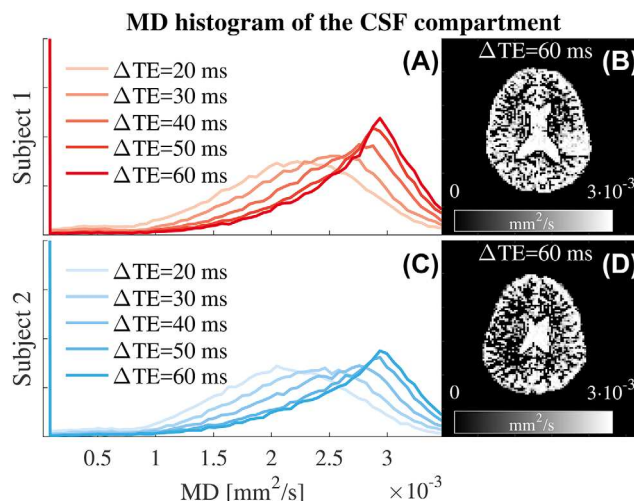 MD histogram of the CSF compartment
Subject 1
ΔTE=20 ms
ΔTE=30 ms
ΔTE=40 ms
ΔTE=50 ms
ΔTE=60 ms
(A)
ΔTE=60 ms
(B)
0
3·10⁻³
mm²/s
Subject 2
ΔTE=20 ms
ΔTE=30 ms
ΔTE=40 ms
ΔTE=50 ms
ΔTE=60 ms
(C)
ΔTE=60 ms
(D)
0
3·10⁻³
mm²/s
0.5 1 1.5 2 2.5 3
MD [mm²/s] ×10⁻³